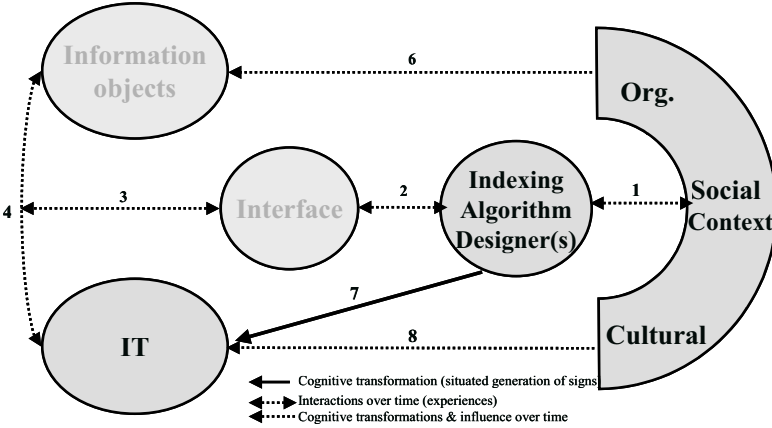 Information
objects
6
Org.
4
3
Interface
2
Indexing
Algorithm
Designer(s)
1
Social
Context
7
IT
8
Cultural
Cognitive transformation (situated generation of signs
Interactions over time (experiences)
Cognitive transformations & influence over time